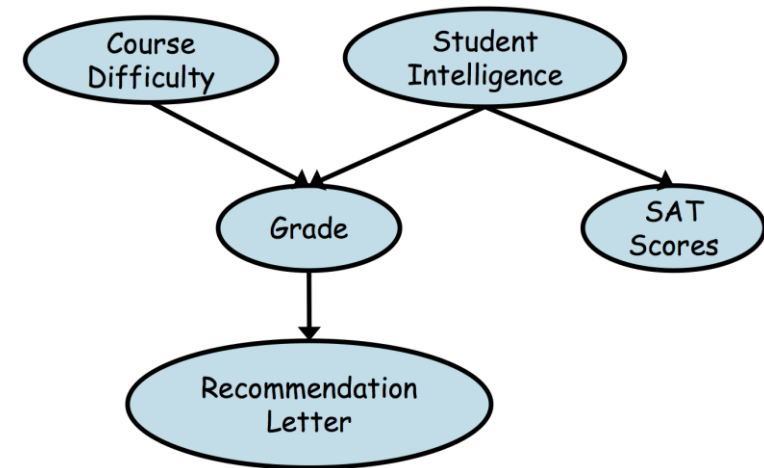 Course
Difficulty
Student
Intelligence
Grade
SAT
Scores
Recommendation
Letter